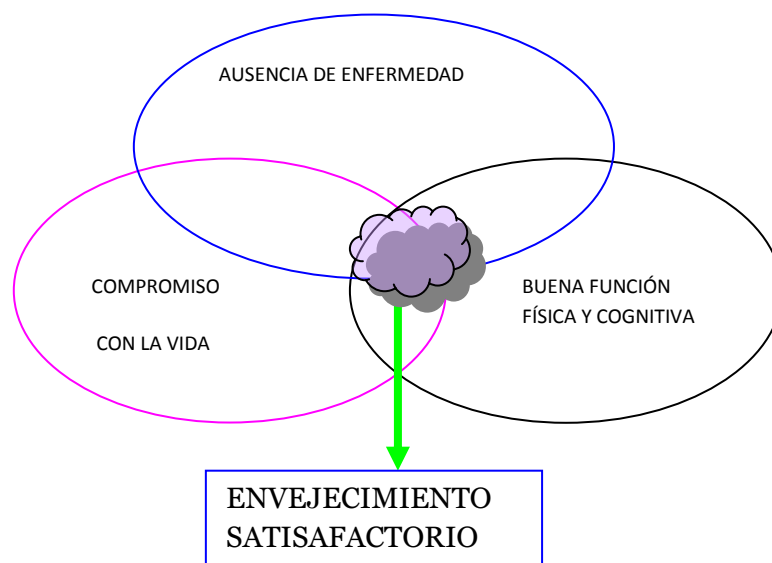 AUSENCIA DE ENFERMEDAD
COMPROMISO
CON LA VIDA
BUENA FUNCIÓN
FÍSICA Y COGNITIVA
ENVEJECIMIENTO
SATISAFACTORIO